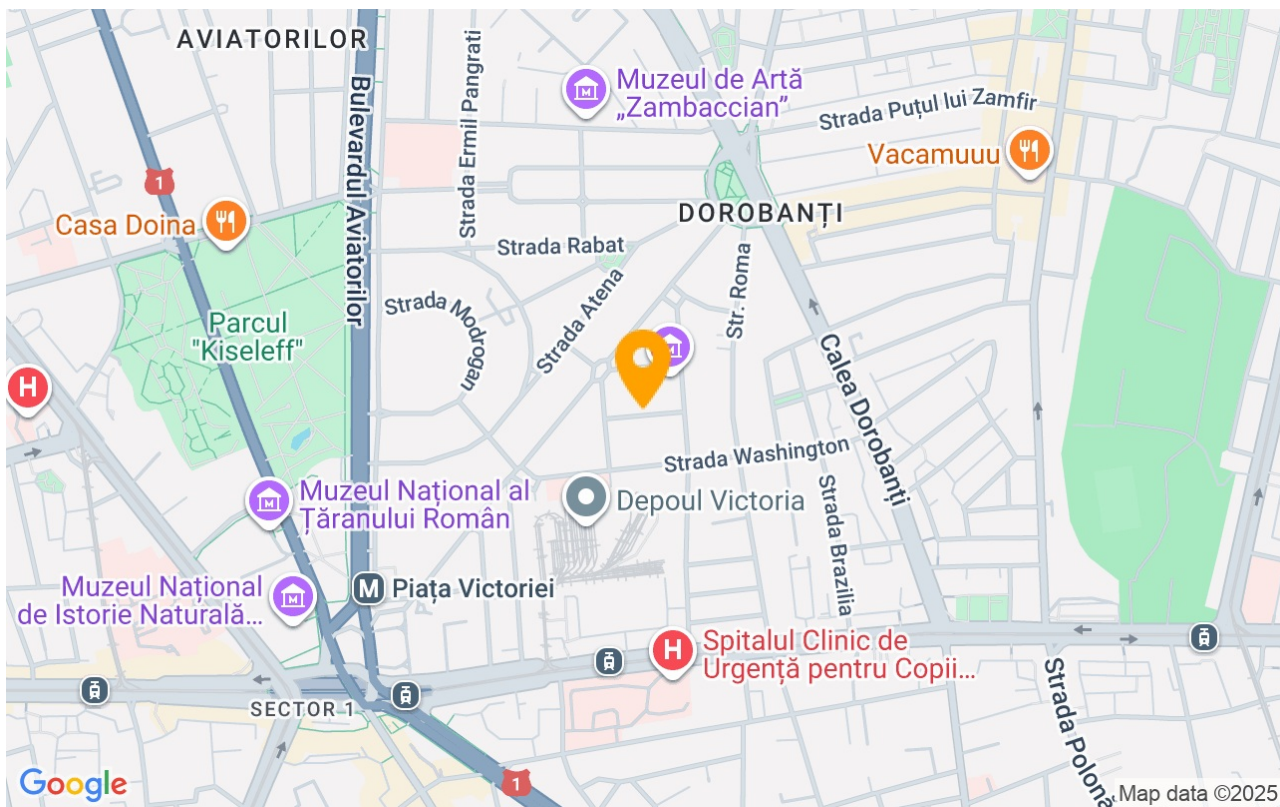 AVIATORILOR
Bulevardul Aviatorilor
Strada Ermil Pangrati
Muzeul de Artă
„Zambaccian”
Strada Puțul lui Zamfir
Vacamuuu
1
Casa Doina
DOROBANȚI
Strada Rabat
Str. Roma
Strada Atena
Strada Modrogan
Parcul
"Kiseleff"
M
H
Calea Dorobanți
Strada Washington
Muzeul Național al
Țăranului Român
M
Depoul Victoria
Strada Brazilia
Muzeul Național
de Istorie Naturală...
M
M
Piața Victoriei
H
Spitalul Clinic de
Urgență pentru Copii...
Strada Polonă
SECTOR 1
1
Google
Map data ©2025